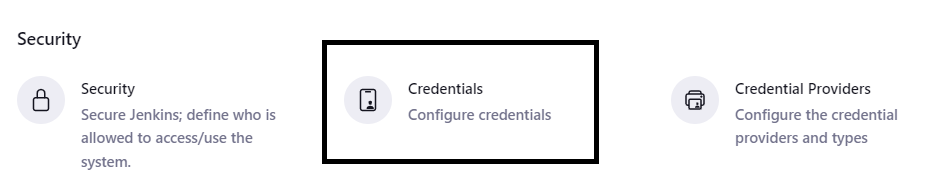 Security
Security
Secure Jenkins; define who is
allowed to access/use the
system.
Credentials
Configure credentials
Credential Providers
Configure the credential
providers and types